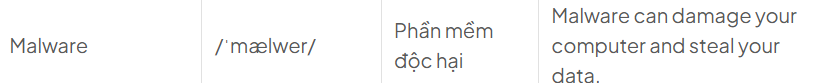 Malware
/ˈmælwer/
Phần mềm
độc hại
Malware can damage your
computer and steal your
data.